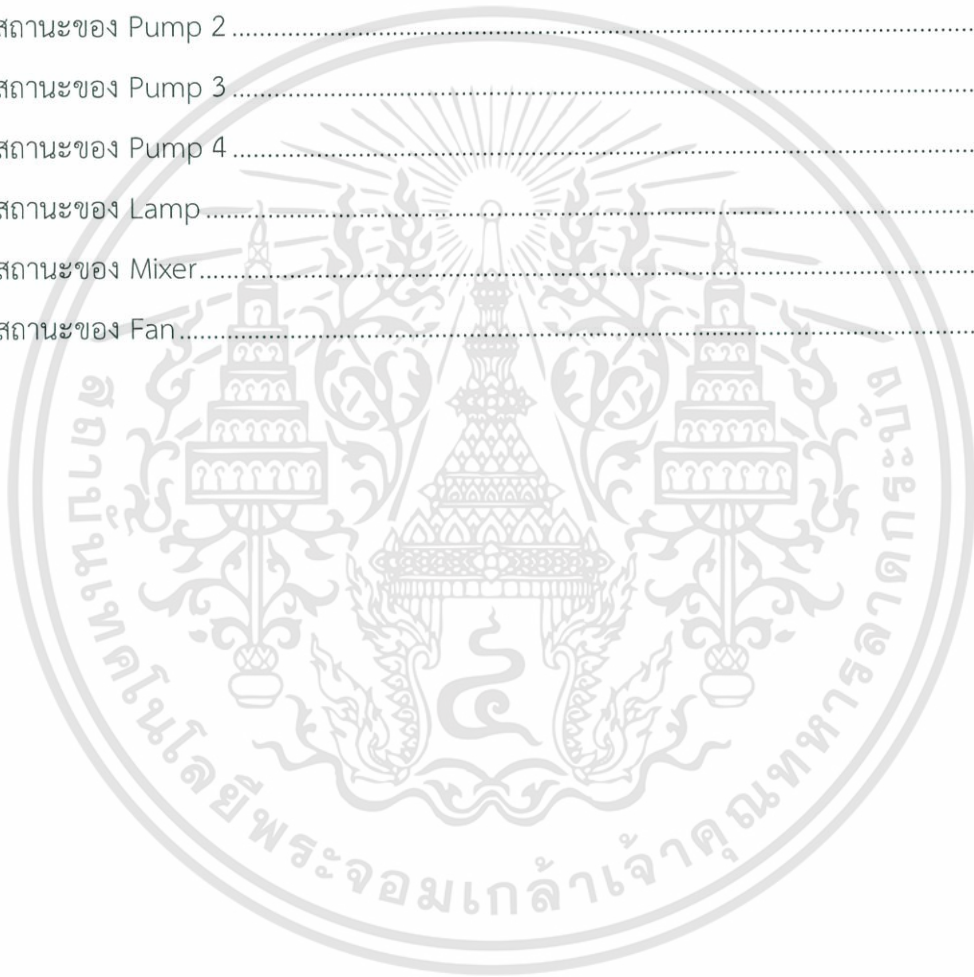 สถานะของ Pump 2
สถานะของ Pump 3
สถานะของ Pump 4
สถานะของ Lamp
สถานะของ Mixer
สถานะของ Fan
สถาบันเทคโนโลยีพระจอมเกล้าเจ้าคุณทหารลาดกระบัง
๔